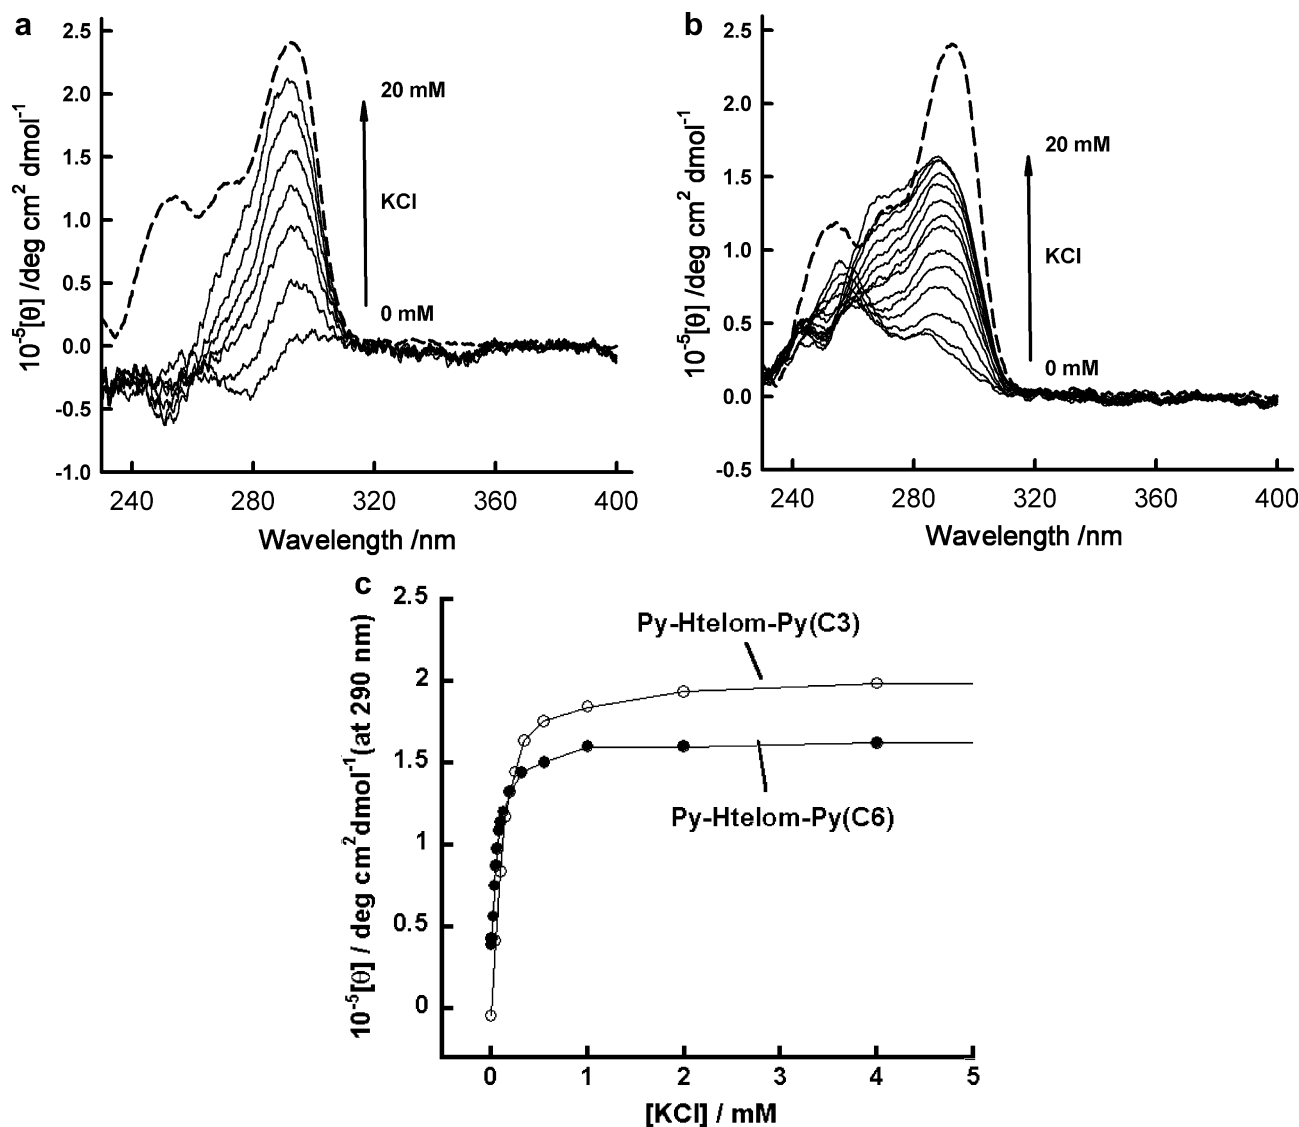 a
2.5
2.0
1.5
1.0
0.5
0.0
-0.5
-1.0
10⁻⁵[θ] /deg cm² dmol⁻¹
20 mM
KCl
0 mM
240 280 320 360 400
Wavelength /nm
b
2.5
2.0
1.5
1.0
0.5
0.0
-0.5
10⁻⁵[θ] /deg cm² dmol⁻¹
20 mM
KCl
0 mM
240 280 320 360 400
Wavelength /nm
c
2.5
2
1.5
1
0.5
0
10⁻⁵[θ] / deg cm²dmol⁻¹(at 290 nm)
Py-Htelom-Py(C3)
Py-Htelom-Py(C6)
0 1 2 3 4 5
[KCl] / mM